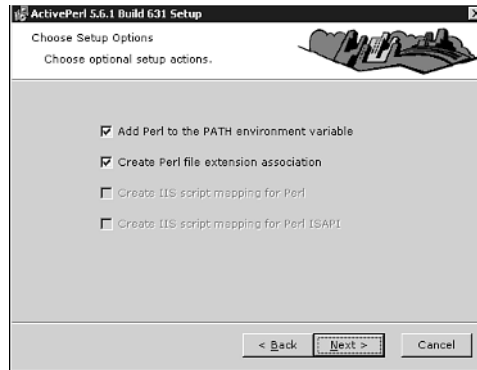 ActivePerl 5.6.1 Build 631 Setup
Choose Setup Options
Choose optional setup actions.
Add Perl to the PATH environment variable
Create Perl file extension association
Create IIS script mapping for Perl
Create IIS script mapping for Perl ISAPI
< Back
Next >
Cancel